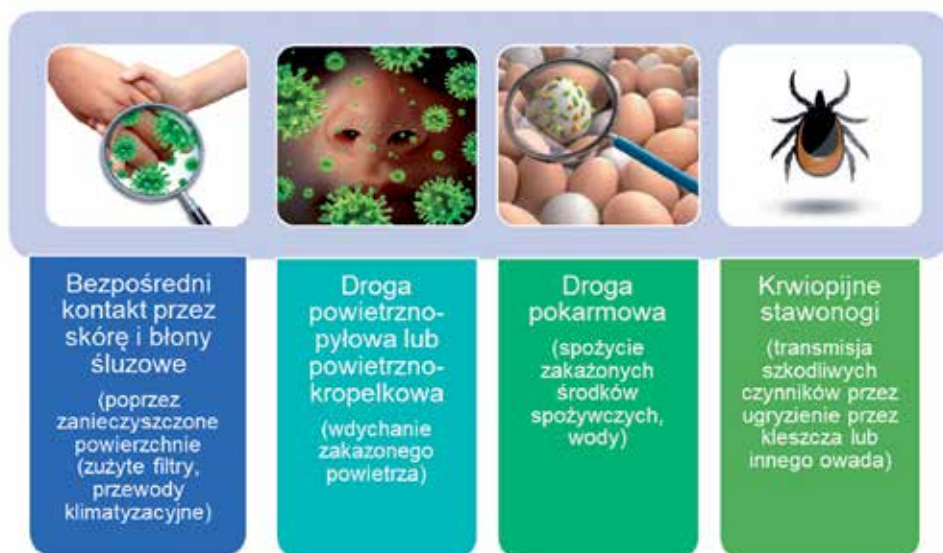 Bezpośredni
kontakt przez
skórę i błony
śluzowe
(poprzez
zanieczyszczone
powierzchnie
(zużyte filtry,
przewody
klimatyzacyjne)
Droga
powietrzno-
pyłowa lub
powietrzno-
kropelkowa
(wdychanie
zakazonego
powietrza)
Droga
pokarmowa
(spożycie
zakażonych
środków
spożywczych,
wody)
Krwiopijne
stawonogi
(transmisja
szkodliwych
czynników przez
ugryzienie przez
kleszcza lub
innego owada)